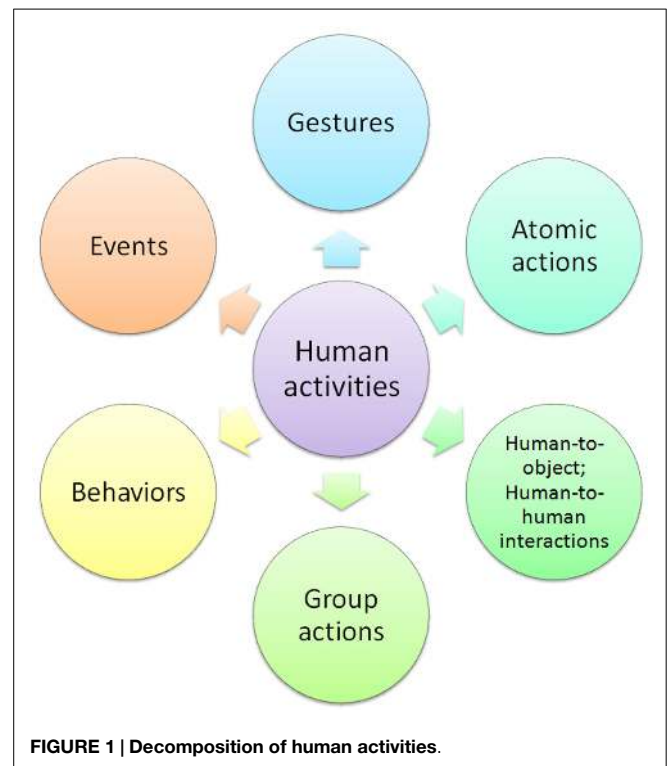 Gestures
Events
Atomic
actions
Human
activities
Behaviors
Human-to-
object;
Human-to-
human
interactions
Group
actions
FIGURE 1 | Decomposition of human activities.